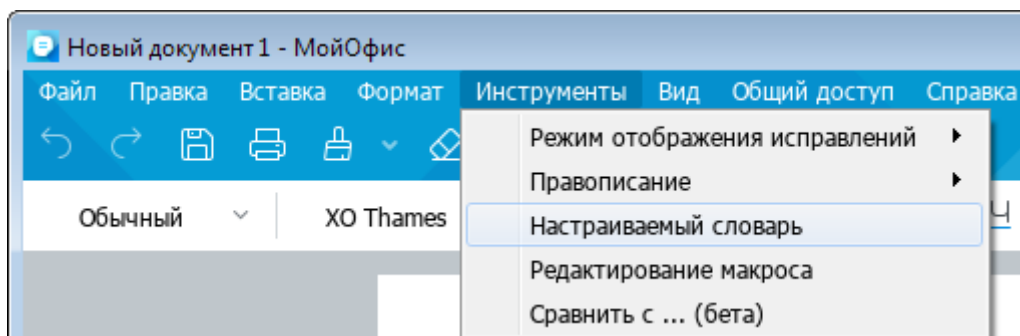 Новый документ 1 - МойОфис
Файл Правка Вставка Формат Инструменты Вид Общий доступ Справка
Режим отображения исправлений
Правописание
Обычный XO Thames Настраиваемый словарь Ч
Редактирование макроса
Сравнить с ... (бета)